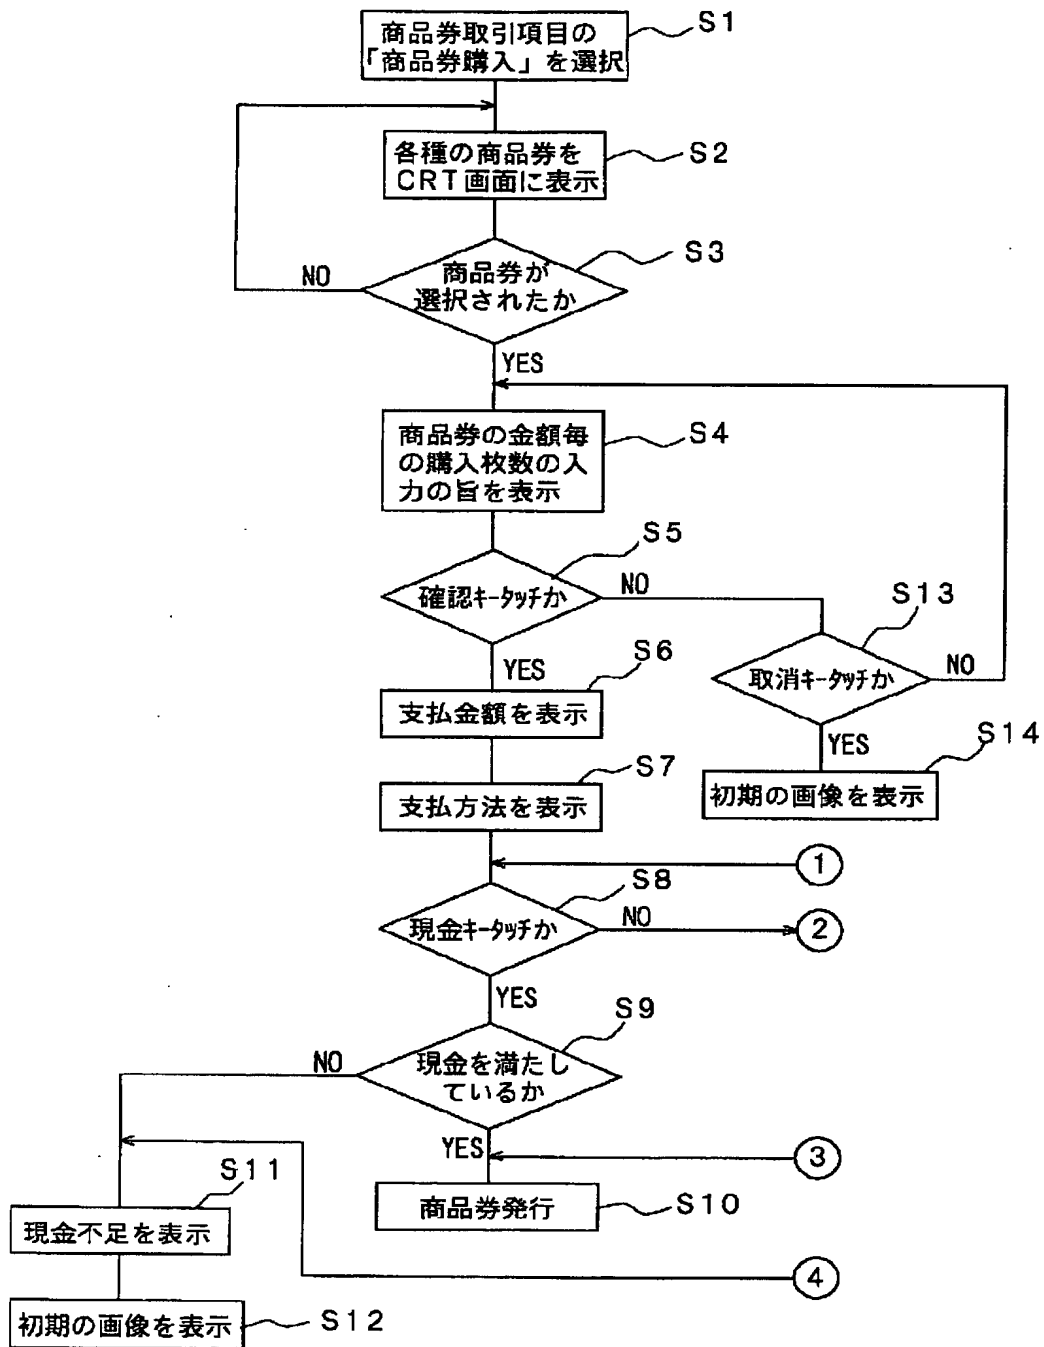 商品券取引項目の
「商品券購入」を選択
S1
各種の商品券を
CRT画面に表示
S2
商品券が
選択されたか
S3
NO
YES
商品券の金額毎
の購入枚数の入
力の旨を表示
S4
確認キータッチか
S5
NO
YES
取消キータッチか
S13
NO
YES
支払金額を表示
S6
初期の画像を表示
S14
支払方法を表示
S7
1
現金キータッチか
S8
NO
2
YES
現金を満たし
ているか
S9
NO
YES
3
商品券発行
S10
現金不足を表示
S11
4
初期の画像を表示
S12